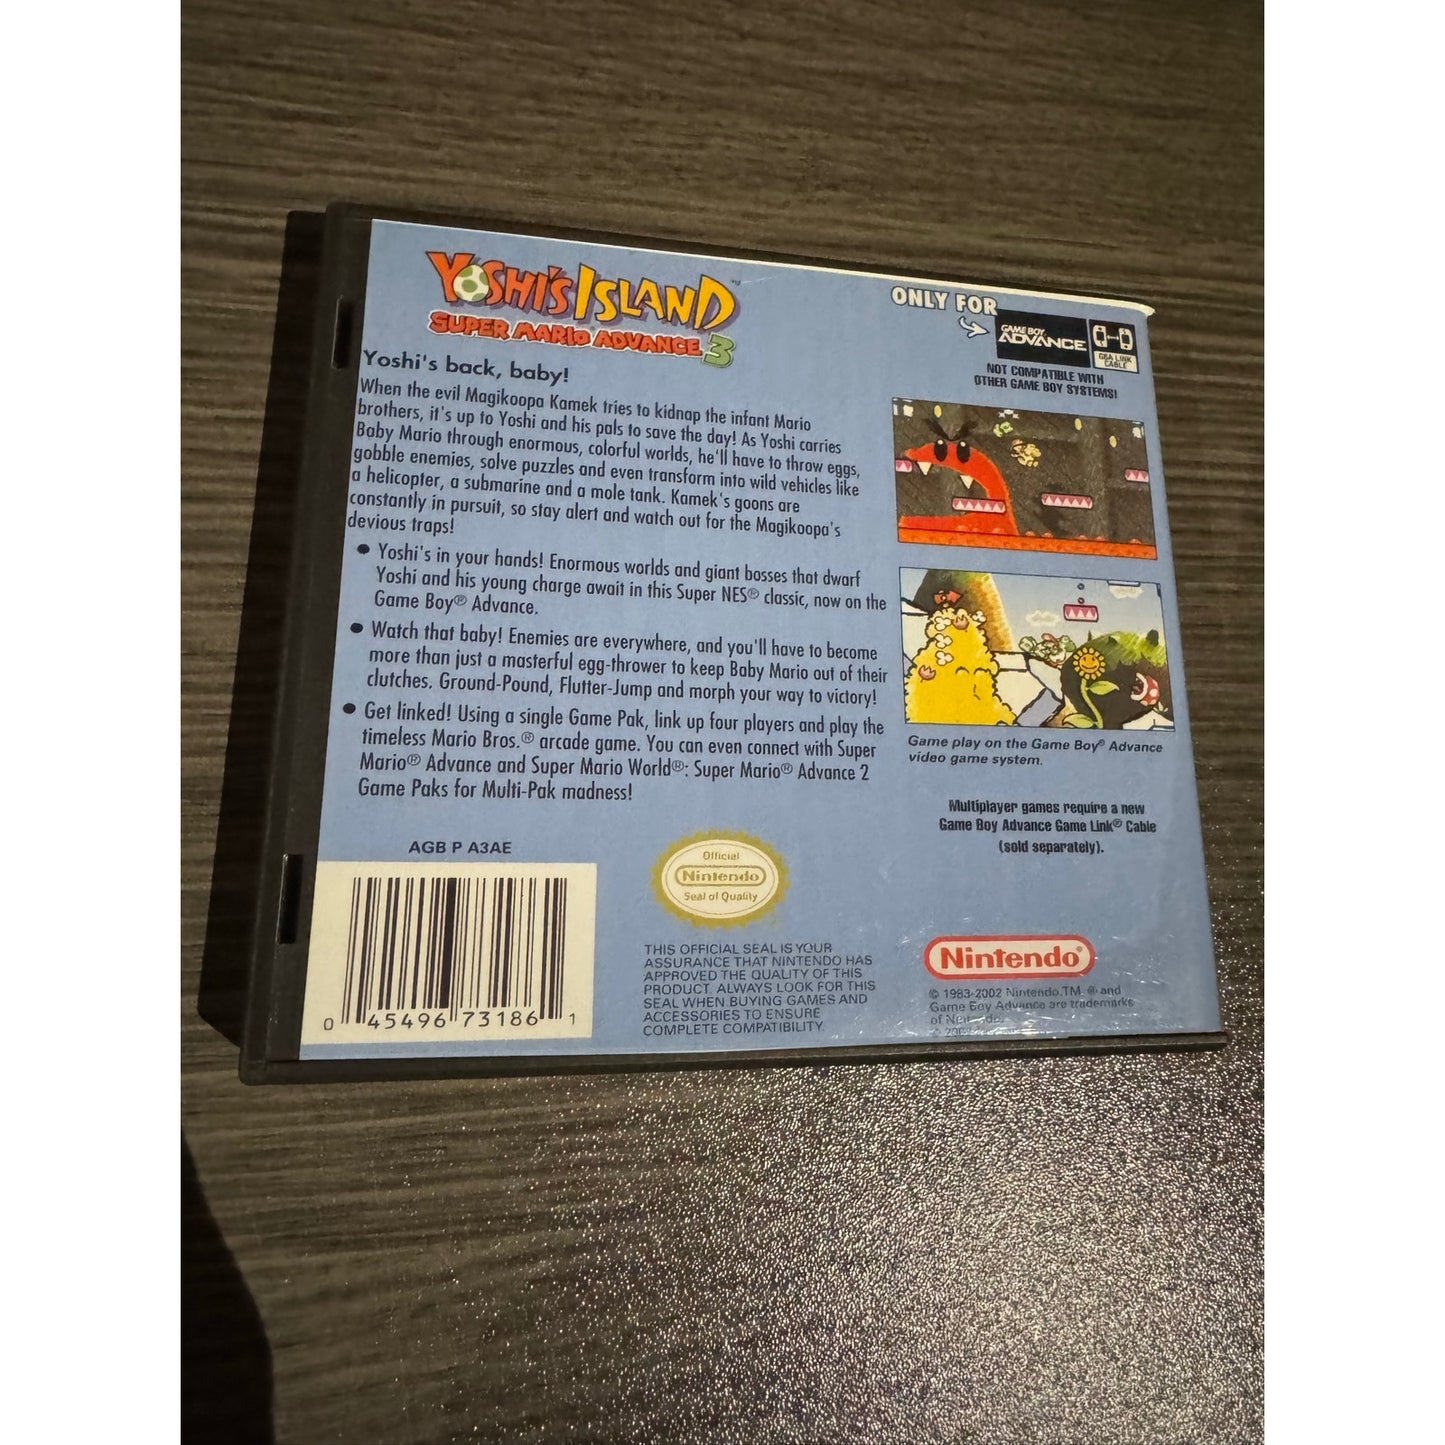 YOSHI'S ISLAND™
SUPER MARIO ADVANCE 3
Yoshi's back, baby!
When the evil Magikoopa Kamek tries to kidnap the infant Mario
brothers, it's up to Yoshi and his pals to save the day! As Yoshi carries
Baby Mario through enormous, colorful worlds, he'll have to throw eggs,
gobble enemies, solve puzzles and even transform into wild vehicles like
a helicopter, a submarine and a mole tank. Kamek's goons are
constantly in pursuit, so stay alert and watch out for the Magikoopa's
devious traps!
• Yoshi's in your hands! Enormous worlds and giant bosses that dwarf
Yoshi and his young charge await in this Super NES® classic, now on the
Game Boy® Advance.
• Watch that baby! Enemies are everywhere, and you'll have to become
more than just a masterful egg-thrower to keep Baby Mario out of their
clutches. Ground-Pound, Flutter-Jump and morph your way to victory!
• Get linked! Using a single Game Pak, link up four players and play the
timeless Mario Bros.® arcade game. You can even connect with Super
Mario® Advance and Super Mario World®: Super Mario® Advance 2
Game Paks for Multi-Pak madness!
AGB P A3AE
0 45496 73186 1
Official
Nintendo
Seal of Quality
THIS OFFICIAL SEAL IS YOUR
ASSURANCE THAT NINTENDO HAS
APPROVED THE QUALITY OF THIS
PRODUCT. ALWAYS LOOK FOR THIS
SEAL WHEN BUYING GAMES AND
ACCESSORIES TO ENSURE
COMPLETE COMPATIBILITY.
ONLY FOR
GAME BOY
ADVANCE
GBA LINK
CABLE
NOT COMPATIBLE WITH
OTHER GAME BOY SYSTEMS!
Game play on the Game Boy® Advance
video game system.
Multiplayer games require a new
Game Boy Advance Game Link® Cable
(sold separately).
Nintendo®
© 1983-2002 Nintendo. TM, ® and
Game Boy Advance are trademarks
of
©